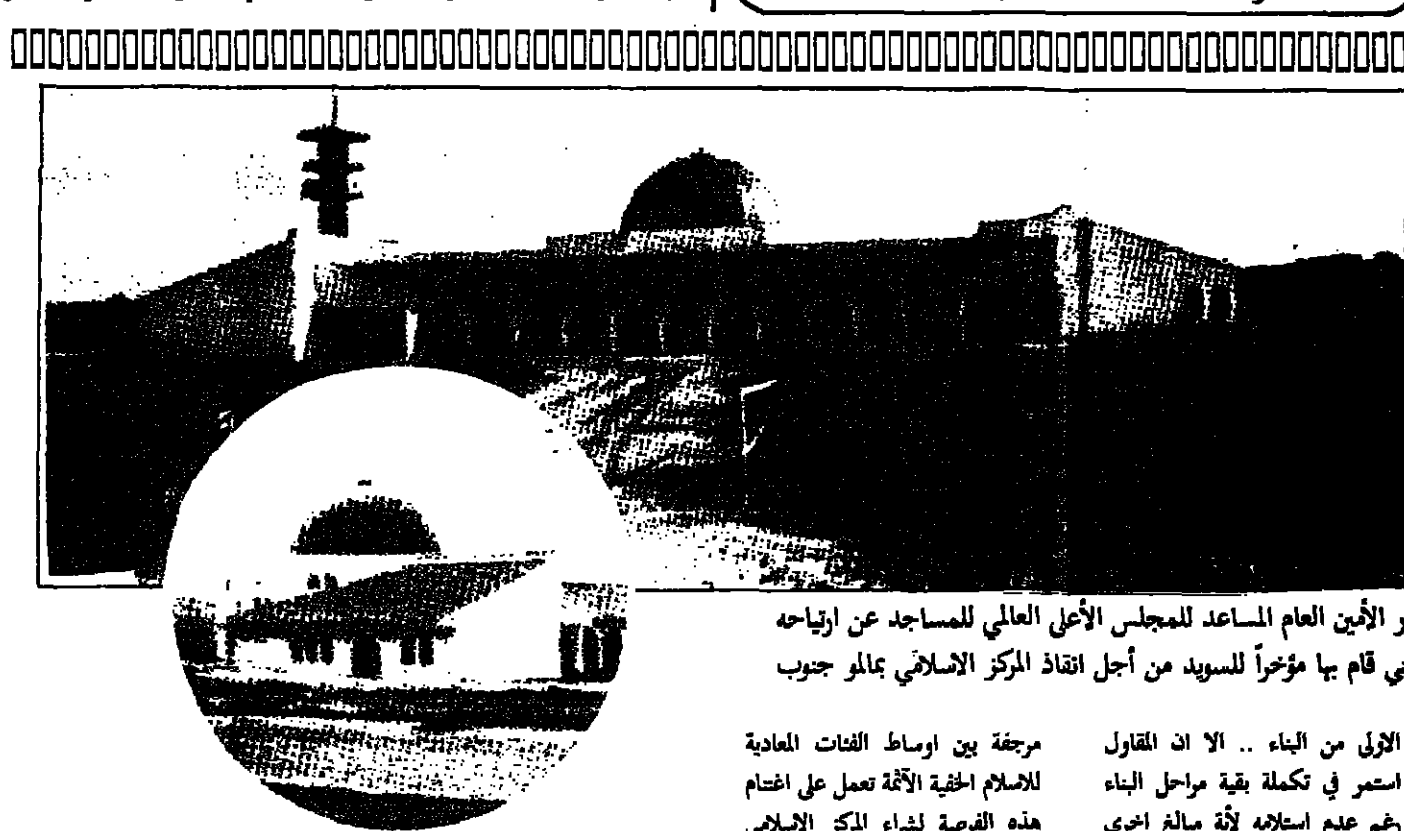 ر الأمين العام المساعد للمجلس الأعلى العالمي للمساجد عن ارتياحه
ي قام بها مؤخراً للسويد من أجل انقاذ المركز الاسلامي بمالمو جنوب
الاولى من البناء .. الا ان المقاول
استمر في تكملة بقية مراحل البناء
رغم عدم استلامه لأية مبالغ اخرى
مرجفة بين اوساط الفئات المعادية
للاسلام الخفية الآثمة تعمل على اغتنام
هذه الفرصة لشراء المركز الاسلامي